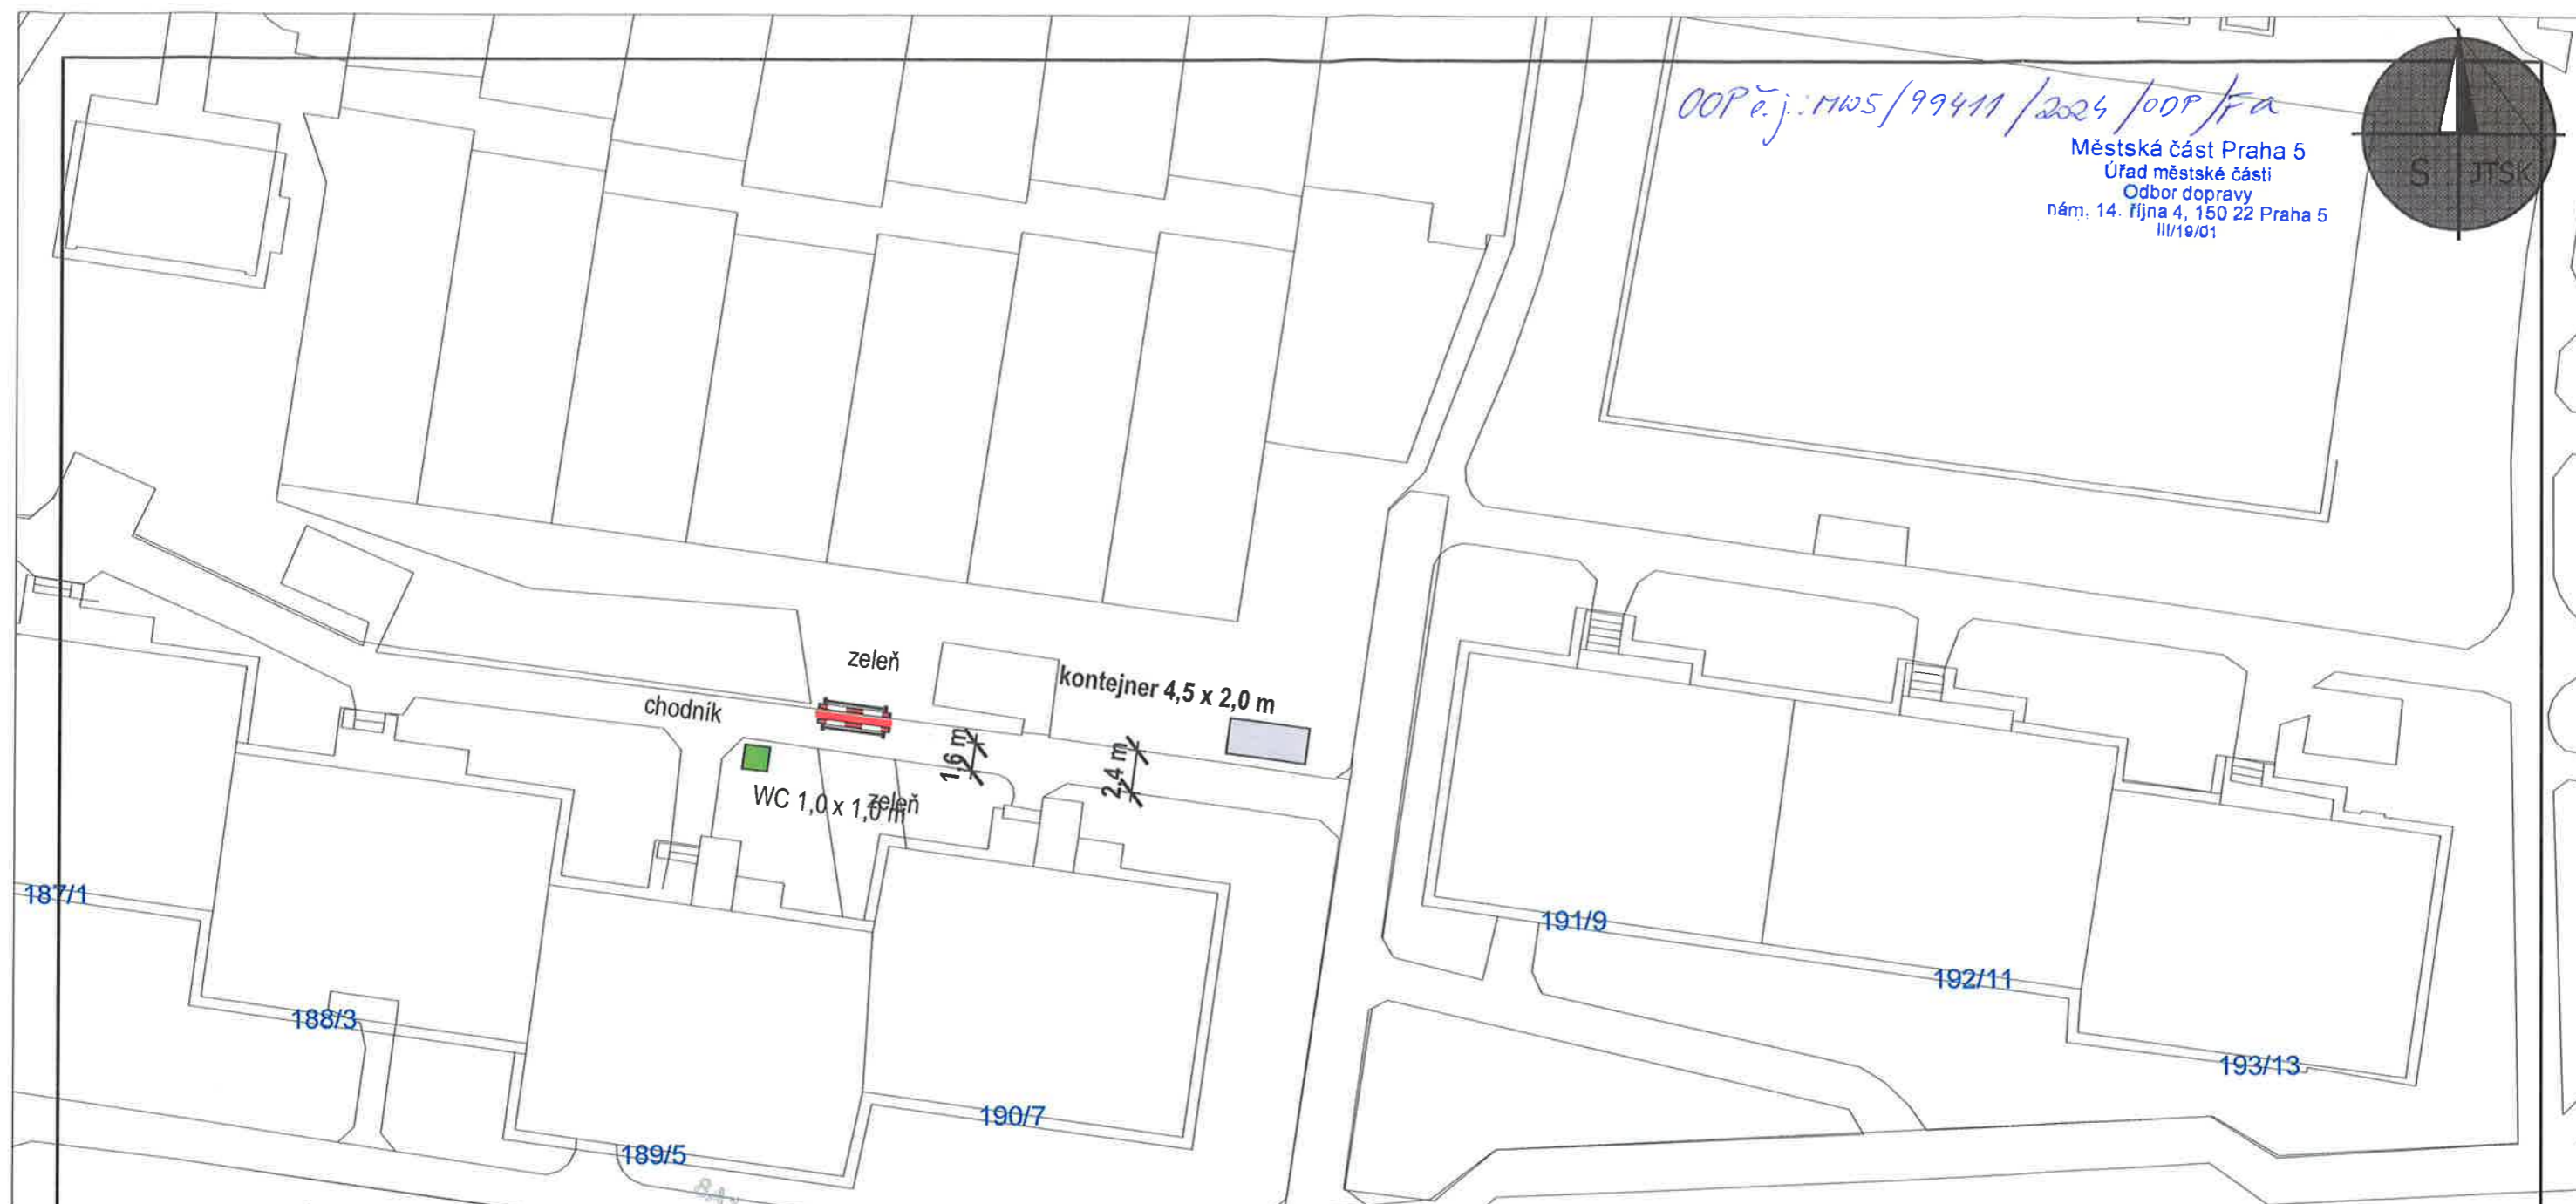 OOP č.j.: MC05/99411/2024/ODP/Fa
Městská část Praha 5
Úřad městské části
Odbor dopravy
nám. 14. října 4, 150 22 Praha 5
III/19/01
S JTSK
zeleň
kontejner 4,5 x 2,0 m
chodník
1,6 m
2,4 m
WC 1,0 x 1,0 m
zeleň
187/1
191/9
192/11
188/3
193/13
190/7
189/5